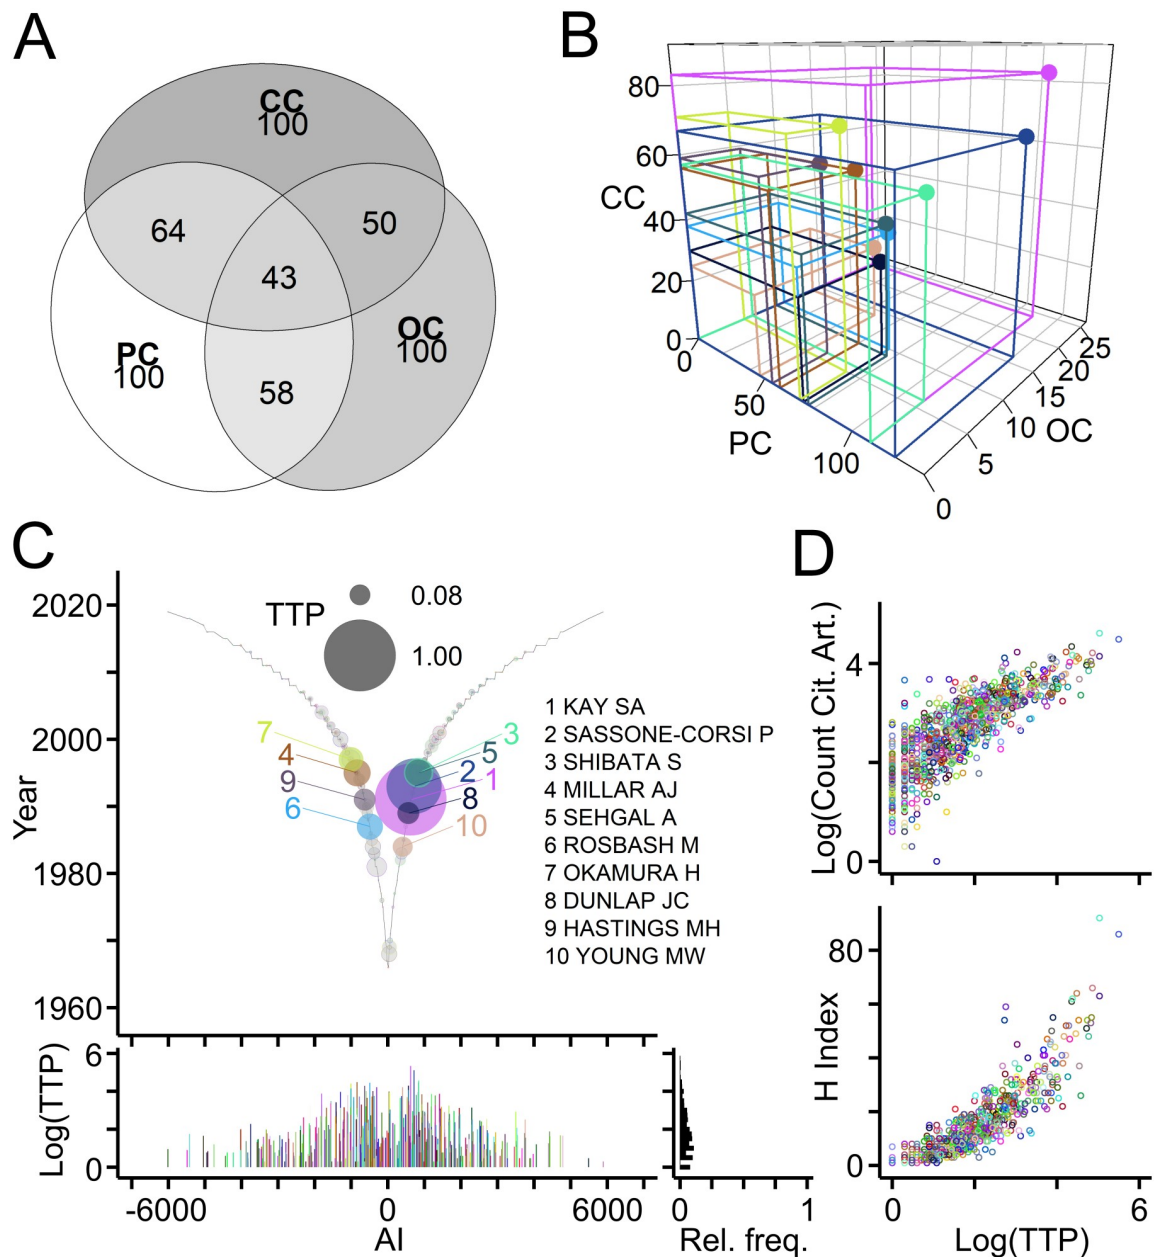 A
CC
100
64
50
43
PC
100
OC
100
58
B
80
60
CC
40
20
0
0
50
PC
100
25
20
15
10
OC
5
0
C
2020
2000
Year
1980
1960
TTP
0.08
1.00
7
4
9
6
3
5
2
1
8
10
1 KAY SA
2 SASSONE-CORSI P
3 SHIBATA S
4 MILLAR AJ
5 SEHGAL A
6 ROSBASH M
7 OKAMURA H
8 DUNLAP JC
9 HASTINGS MH
10 YOUNG MW
Log(TTP)
6
0
-6000
0
6000
AI
0
1
Rel. freq.
D
Log(Count Cit. Art.)
4
0
H Index
80
0
0
6
Log(TTP)